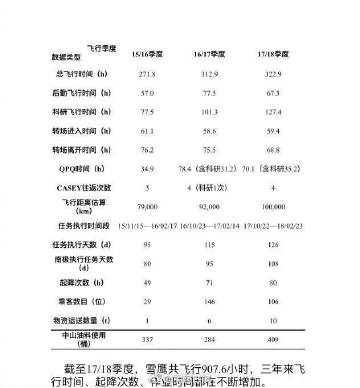 飞行季度
数据类型 15/16季度 16/17季度 17/18季度
总飞行时间（h） 271.8 312.9 322.9
后勤飞行时间（h） 57.0 77.5 67.3
科研飞行时间（h） 77.5 101.3 127.4
转场进入时间（h） 61.1 58.6 59.4
转场离开时间（h） 76.2 75.5 68.8
QPQ时间（h） 34.9 78.4（含科研31.2） 70.1（含科研35.2）
CASEY往返次数 3 4（科研1次） 4
飞行距离估算
（km） 79,000 92,000 100,000
任务执行时间段 15/11/15—16/02/17 16/10/23—17/02/14 17/10/22—18/02/23
任务执行天数（d） 95 115 126
南极执行任务天数
（d） 80 95 108
起降次数（h） 49 71 80
乘客数目（位） 29 146 106
物资运送数量（t） 1 6 10
中山油料使用
（桶） 337 284 409
截至17/18季度，雪鹰共飞行907.6小时，三年来飞
行时间、起降次数、作业时间都在不断增加。